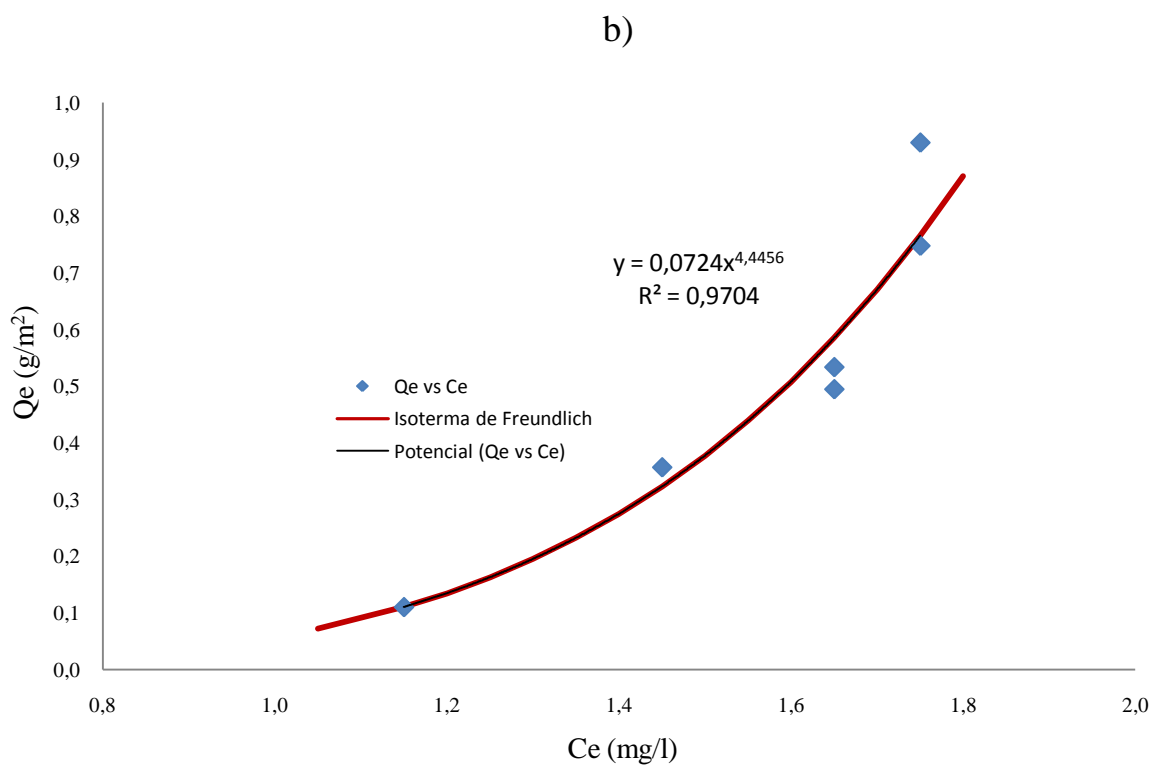 b)
1,0
0,9
0,8
0,7
0,6
0,5
0,4
0,3
0,2
0,1
0,0
Qe (g/m²)
y = 0,0724x^4,4456
R² = 0,9704
Qe vs Ce
Isoterma de Freundlich
Potencial (Qe vs Ce)
0,8 1,0 1,2 1,4 1,6 1,8 2,0
Ce (mg/l)